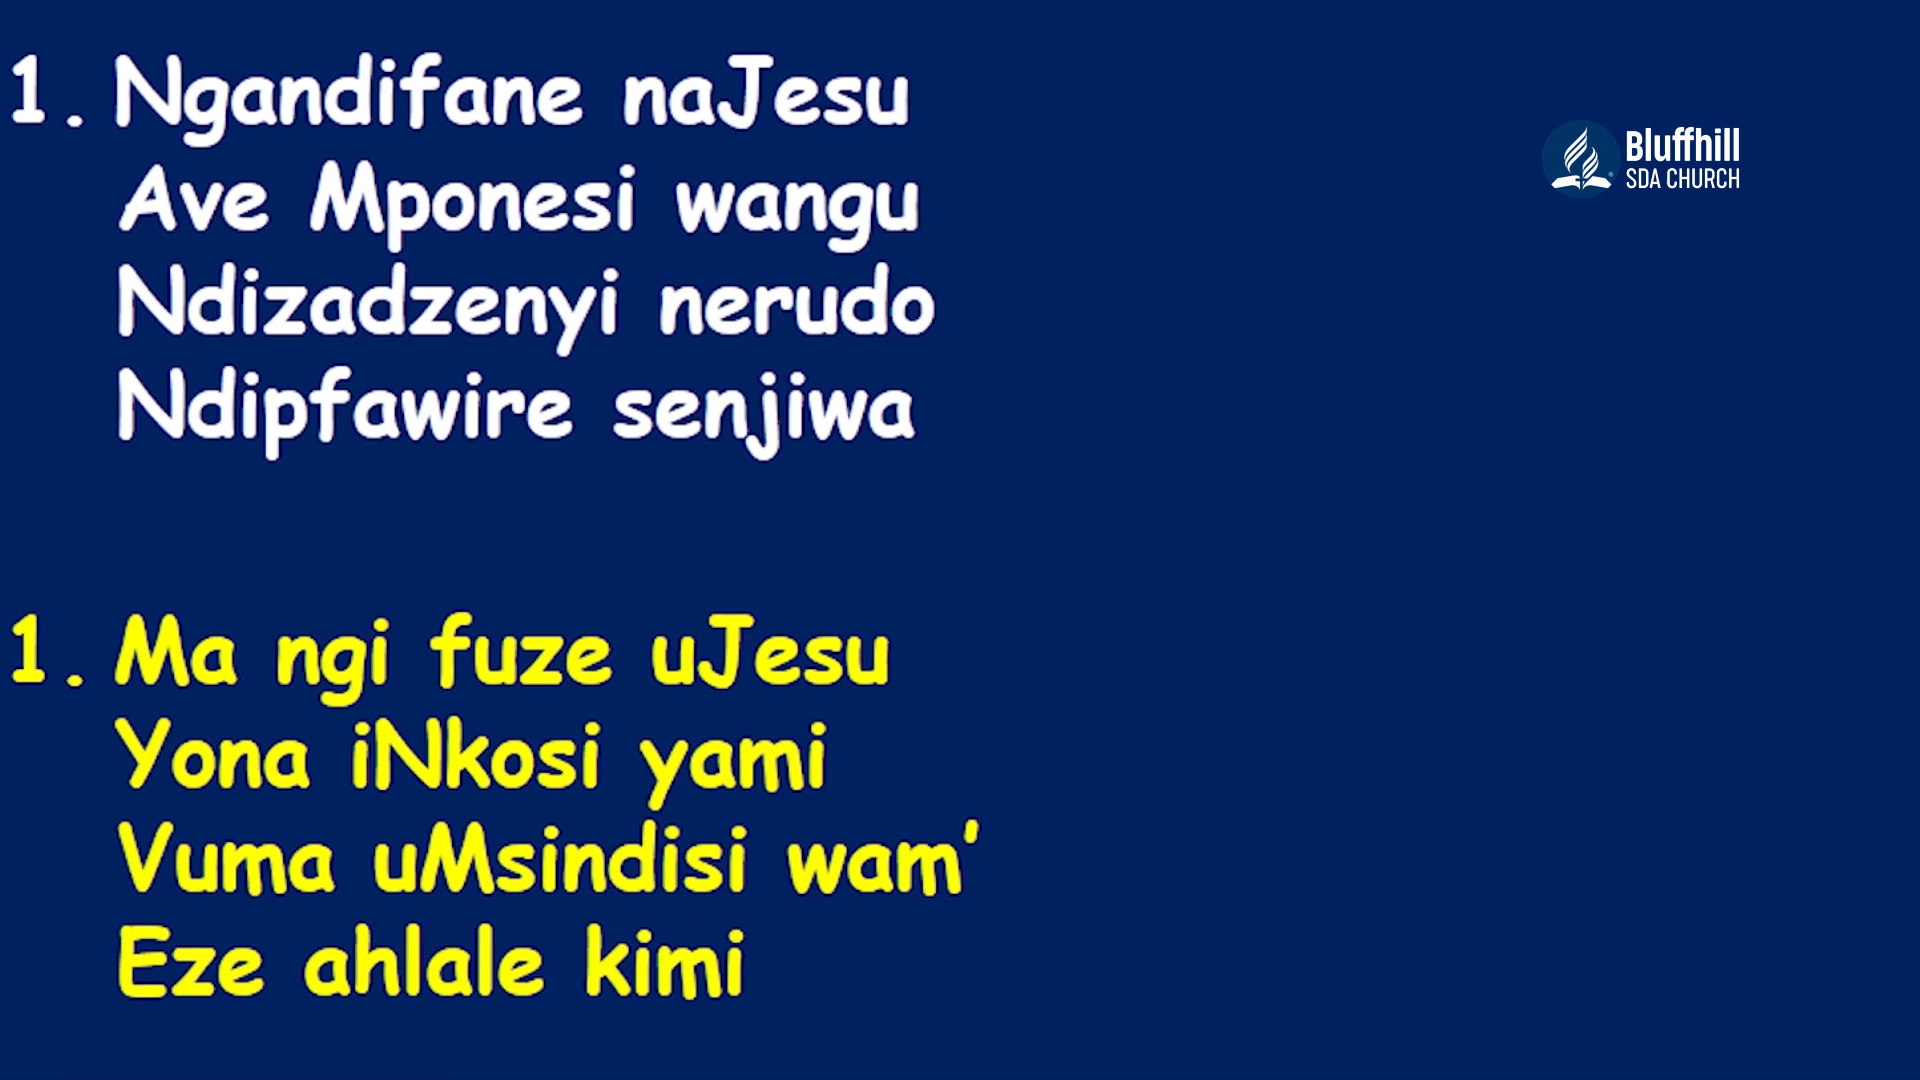 1. Ngandifane naJesu
Ave Mponesi wangu
Ndizadzenyi nerudo
Ndipfawire senjiwa
Bluffhill
SDA CHURCH
1. Ma ngi fuze uJesu
Yona iNkosi yami
Vuma uMsindisi wam’
Eze ahlale kimi